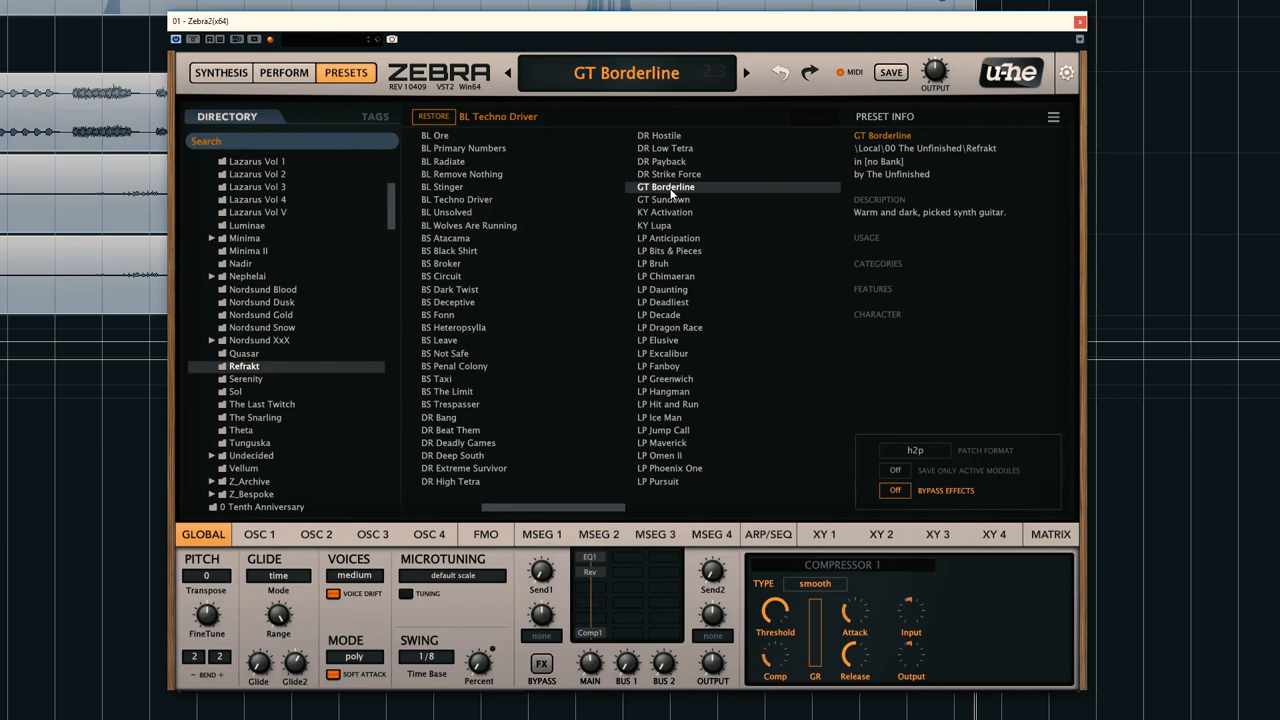 01 - Zebra2(x64)
x
SYNTHESIS PERFORM PRESETS
ZEBRA
REV 10409 VST2 Win64
GT Borderline
2.3
MIDI
SAVE
OUTPUT
u-he
DIRECTORY
TAGS
Search
Lazarus Vol 1
Lazarus Vol 2
Lazarus Vol 3
Lazarus Vol 4
Lazarus Vol V
Luminae
Minima
Minima II
Nadir
Nephelai
Nordsund Blood
Nordsund Dusk
Nordsund Gold
Nordsund Snow
Nordsund XxX
Quasar
Refrakt
Serenity
Sol
The Last Twitch
The Snarling
Theta
Tunguska
Undecided
Vellum
Z_Archive
Z_Bespoke
0 Tenth Anniversary
RESTORE BL Techno Driver
BL Ore
BL Primary Numbers
BL Radiate
BL Remove Nothing
BL Stinger
BL Techno Driver
BL Unsolved
BL Wolves Are Running
BS Atacama
BS Black Shirt
BS Broker
BS Circuit
BS Dark Twist
BS Deceptive
BS Fonn
BS Heteropsylla
BS Leave
BS Not Safe
BS Penal Colony
BS Taxi
BS The Limit
BS Trespasser
DR Bang
DR Beat Them
DR Deadly Games
DR Deep South
DR Extreme Survivor
DR High Tetra
DR Hostile
DR Low Tetra
DR Payback
DR Strike Force
GT Borderline
GT Sundown
KY Activation
KY Lupa
LP Anticipation
LP Bits & Pieces
LP Bruh
LP Chimaeran
LP Daunting
LP Deadliest
LP Decade
LP Dragon Race
LP Elusive
LP Excalibur
LP Fanboy
LP Greenwich
LP Hangman
LP Hit and Run
LP Ice Man
LP Jump Call
LP Maverick
LP Omen II
LP Phoenix One
LP Pursuit
PRESET INFO
GT Borderline
\Local\00 The Unfinished\Refrakt
in [no Bank]
by The Unfinished
DESCRIPTION
Warm and dark, picked synth guitar.
USAGE
CATEGORIES
FEATURES
CHARACTER
h2p PATCH FORMAT
Off SAVE ONLY ACTIVE MODULES
Off BYPASS EFFECTS
GLOBAL OSC 1 OSC 2 OSC 3 OSC 4 FMO MSEG 1 MSEG 2 MSEG 3 MSEG 4 ARP/SEQ XY 1 XY 2 XY 3 XY 4 MATRIX
PITCH
0
Transpose
FineTune
2 2
− BEND +
GLIDE
time
Mode
Range
Glide Glide2
VOICES
medium
VOICE DRIFT
MODE
poly
SOFT ATTACK
MICROTUNING
default scale
TUNING
SWING
1/8
Time Base
Percent
Send1
none
FX
BYPASS
EQ1
Rev
Comp1
MAIN BUS 1 BUS 2
Send2
none
OUTPUT
COMPRESSOR 1
TYPE smooth
Threshold
Comp
GR
Attack
Release
Input
Output